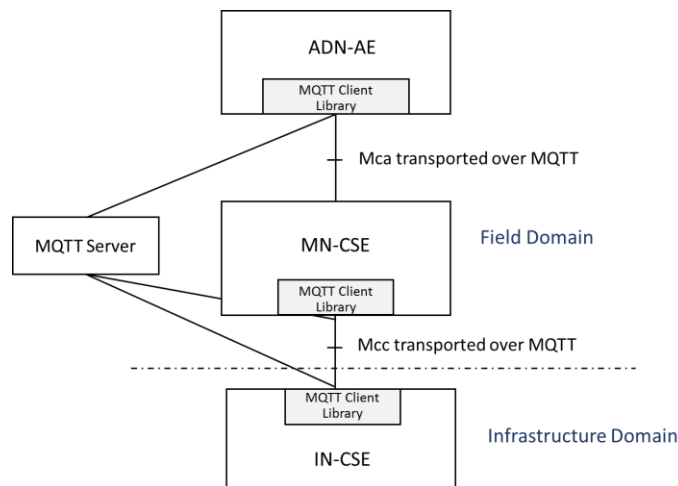 ADN-AE
MQTT Client
Library
Mca transported over MQTT
MQTT Server
MN-CSE
Field Domain
MQTT Client
Library
Mcc transported over MQTT
MQTT Client
Library
Infrastructure Domain
IN-CSE